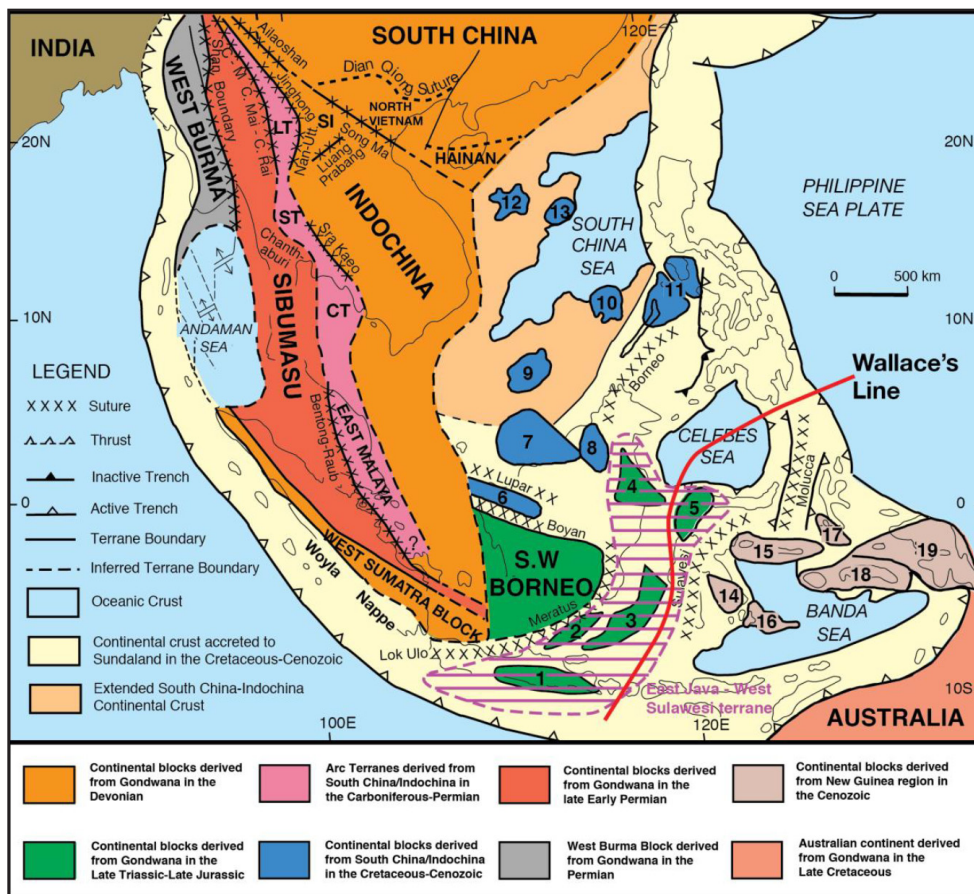 INDIA
SOUTH CHINA
120E
Ailaoshan
Dian Qiong Suture
Jinghong
C. M
C. Mai - C. Rai
Shan Boundary
WEST BURMA
LT
SI
NORTH
VIETNAM
Song Ma
HAINAN
Nan-Utt.
Luang
Prabang
20N
20N
PHILIPPINE
SEA PLATE
INDOCHINA
ST
Sra Kaeo
Chanth-
aburi
12
13
SOUTH
CHINA
SEA
0 500 km
SIBUMASU
CT
10
11
10N
10N
ANDAMAN
SEA
Borneo
9
Wallace's
Line
LEGEND
XXXX Suture
Thrust
Inactive Trench
Active Trench
Terrane Boundary
Inferred Terrane Boundary
Oceanic Crust
Continental crust accreted to
Sundaland in the Cretaceous-Cenozoic
Extended South China-Indochina
Continental Crust
Bentong-Raub
EAST MALAYA
?
7
8
CELEBES
SEA
Molucca
Lupar
6
4
5
0
0
Boyan
S.W
BORNEO
WEST SUMATRA BLOCK
Woyla
Nappe
Meratus
Sulawesi
15
17
19
18
14
16
BANDA
SEA
2
3
Lok Ulo
1
East Java - West
Sulawesi terrane
10S
100E
120E
AUSTRALIA
Continental blocks derived
from Gondwana in the
Devonian
Arc Terranes derived from
South China/Indochina in
the Carboniferous-Permian
Continental blocks derived
from Gondwana in the
late Early Permian
Continental blocks derived
from New Guinea region in
the Cenozoic
Continental blocks derived
from Gondwana in the
Late Triassic-Late Jurassic
Continental blocks derived
from South China/Indochina
in the Cretaceous-Cenozoic
West Burma Block derived
from Gondwana in the
Permian
Australian continent derived
from Gondwana in the
Late Cretaceous